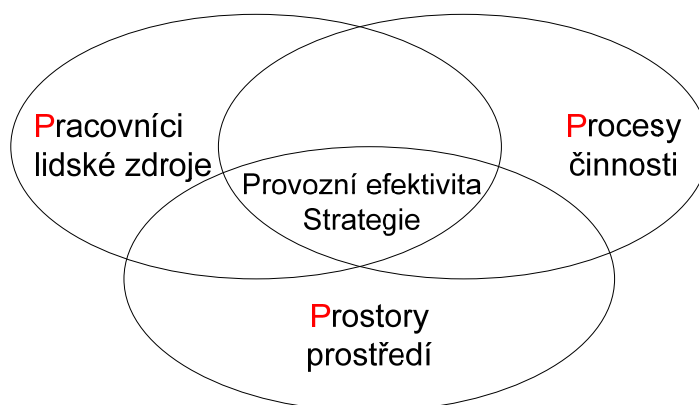 Pracovníci
lidské zdroje
Procesy
činnosti
Provozní efektivita
Strategie
Prostory
prostředí